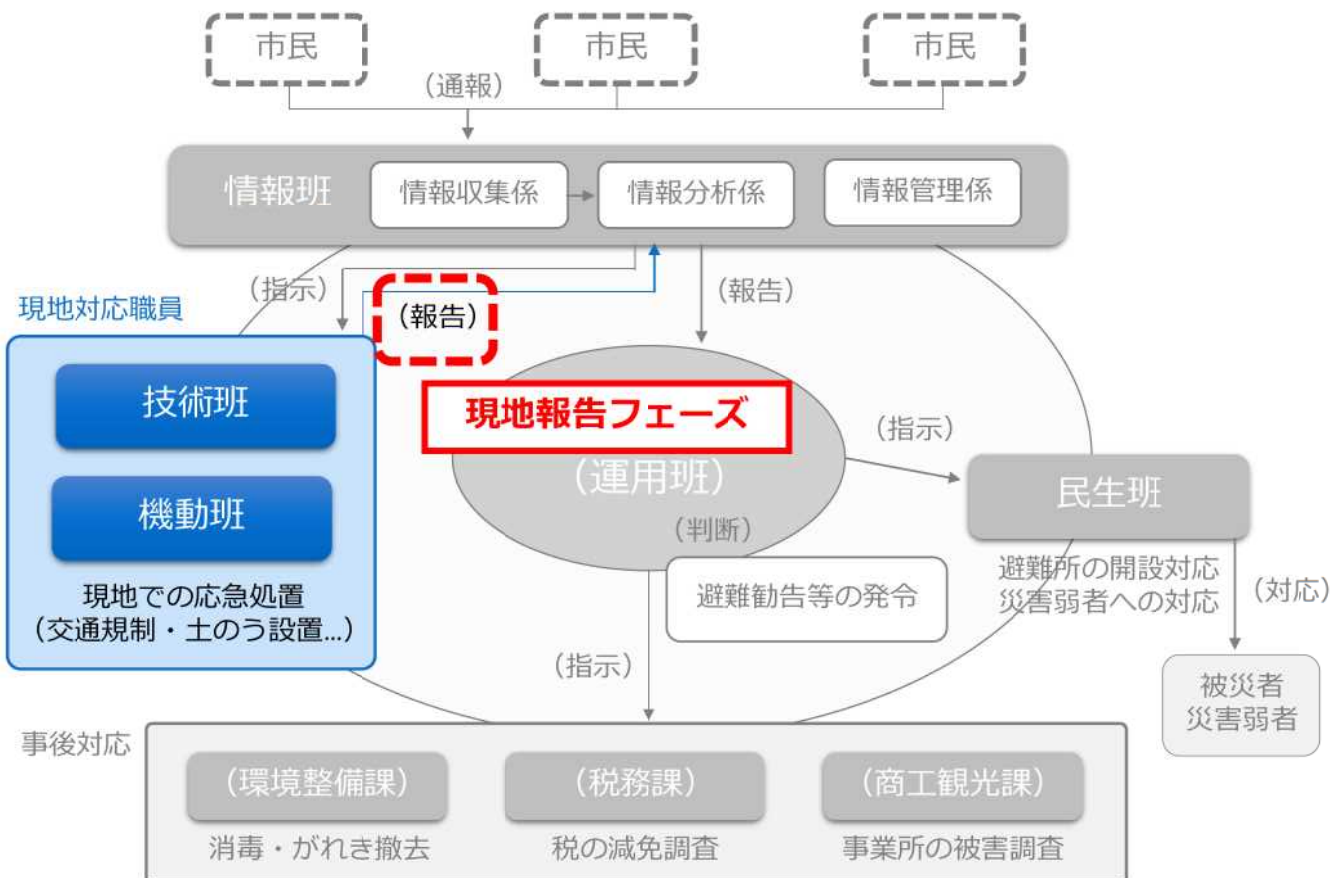 市民
市民
市民
（通報）
情報班
情報収集係
情報分析係
情報管理係
（指示）
（報告）
（報告）
現地対応職員
技術班
機動班
現地での応急処置
（交通規制・土のう設置...）
現地報告フェーズ
（運用班）
（判断）
避難勧告等の発令
（指示）
民生班
避難所の開設対応
災害弱者への対応
（対応）
被災者
災害弱者
（指示）
事後対応
（環境整備課）
（税務課）
（商工観光課）
消毒・がれき撤去
税の減免調査
事業所の被害調査